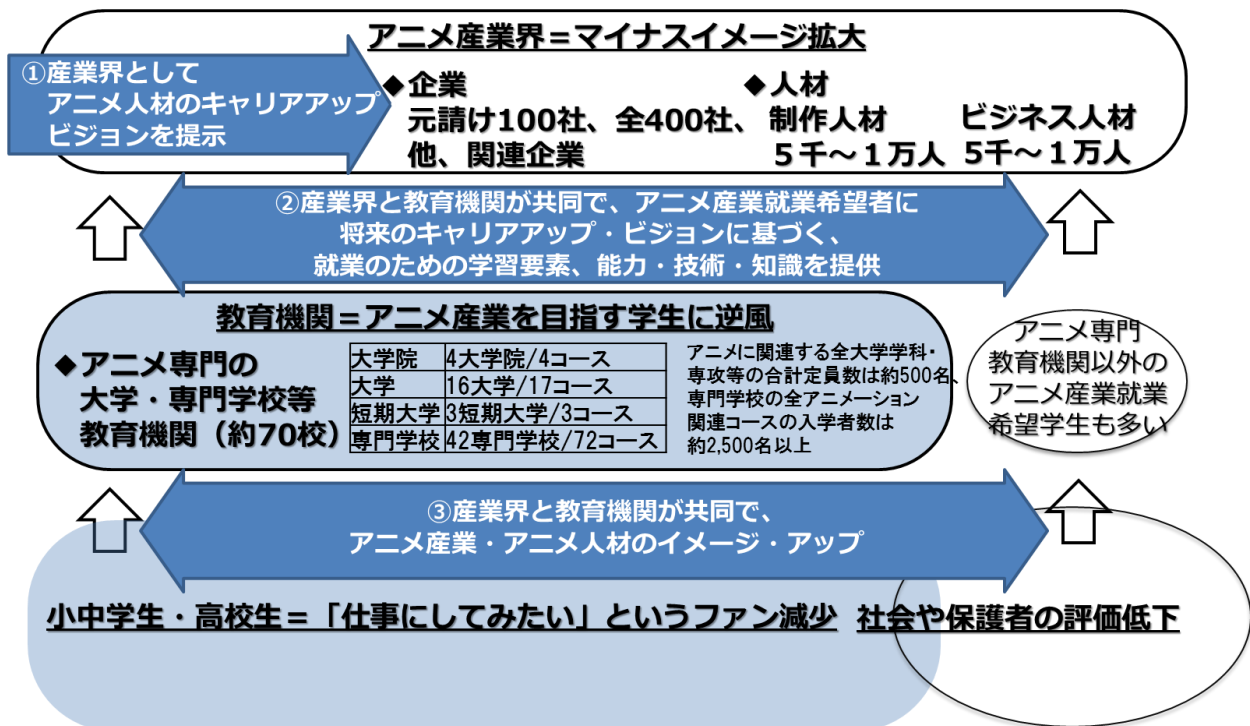 アニメ産業界＝マイナスイメージ拡大
①産業界として
アニメ人材のキャリアアップ
ビジョンを提示
◆企業
元請け100社、全400社、
他、関連企業
◆人材
制作人材
５千～１万人
ビジネス人材
5千～１万人
②産業界と教育機関が共同で、アニメ産業就業希望者に
将来のキャリアアップ・ビジョンに基づく、
就業のための学習要素、能力・技術・知識を提供
教育機関＝アニメ産業を目指す学生に逆風
◆アニメ専門の
大学・専門学校等
教育機関（約70校）
大学院 4大学院/4コース
大学 16大学/17コース
短期大学 3短期大学/3コース
専門学校 42専門学校/72コース
アニメに関連する全大学学科・
専攻等の合計定員数は約500名、
専門学校の全アニメーション
関連コースの入学者数は
約2,500名以上
アニメ専門
教育機関以外の
アニメ産業就業
希望学生も多い
③産業界と教育機関が共同で、
アニメ産業・アニメ人材のイメージ・アップ
小中学生・高校生＝「仕事にしてみたい」というファン減少
社会や保護者の評価低下